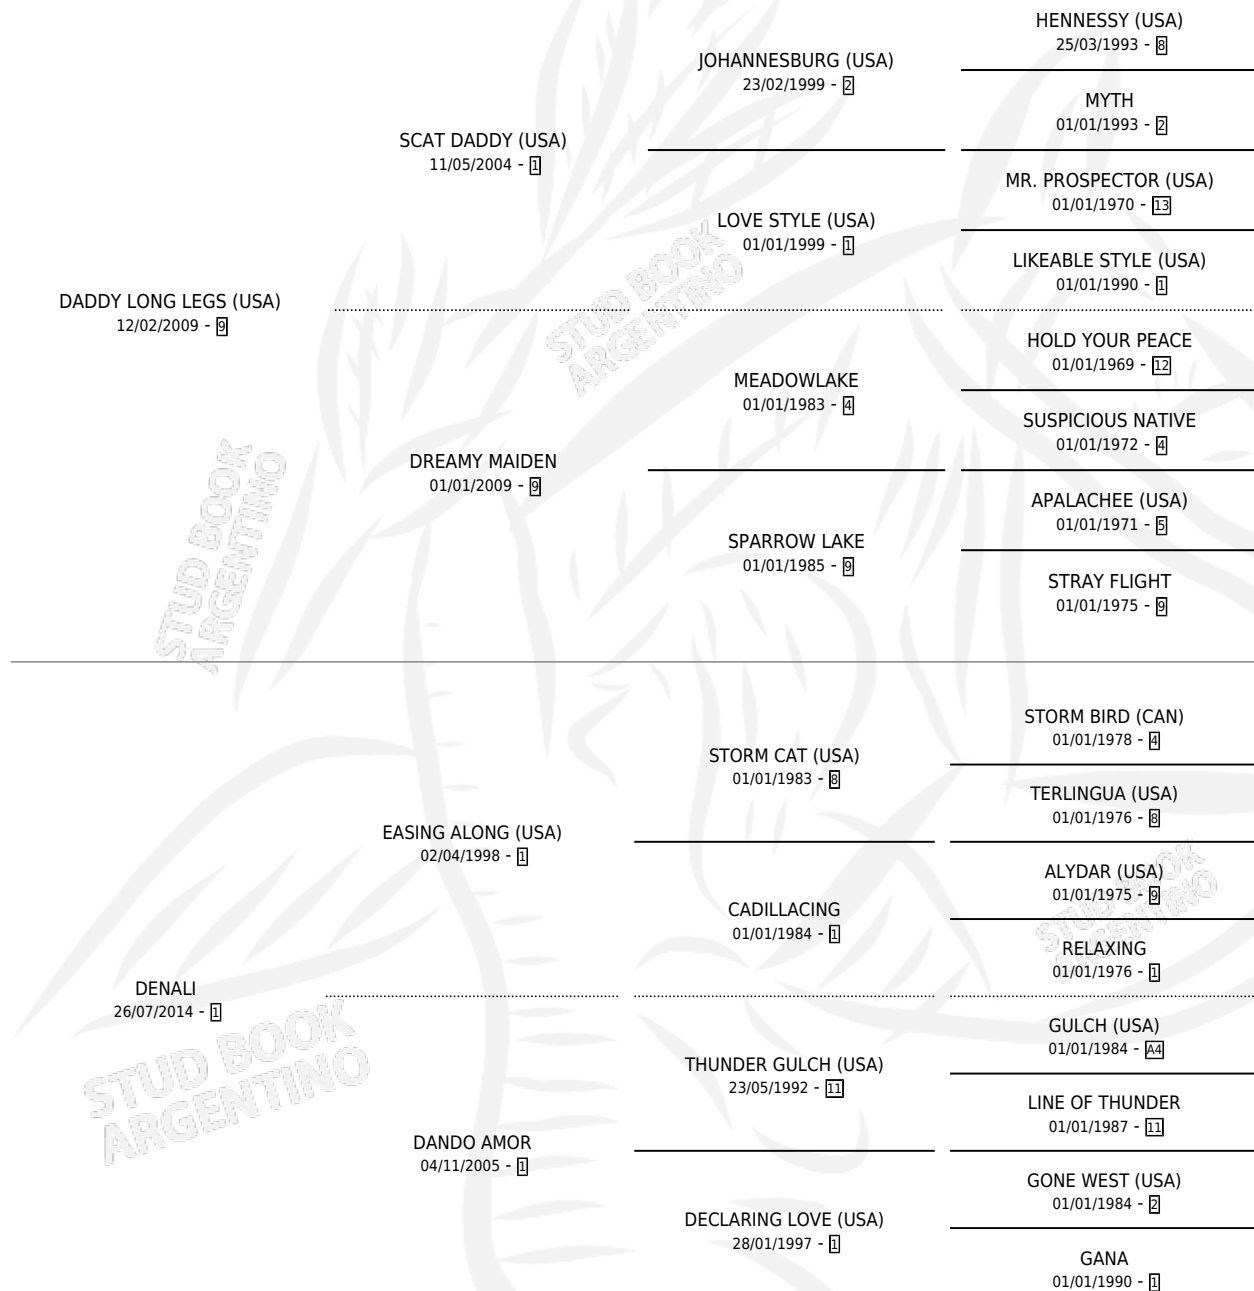 HENNESSY (USA)
25/03/1993 - 8
JOHANNESBURG (USA)
23/02/1999 - 2
MYTH
01/01/1993 - 2
SCAT DADDY (USA)
11/05/2004 - 1
MR. PROSPECTOR (USA)
01/01/1970 - 13
LOVE STYLE (USA)
01/01/1999 - 1
LIKEABLE STYLE (USA)
01/01/1990 - 1
DADDY LONG LEGS (USA)
12/02/2009 - 9
HOLD YOUR PEACE
01/01/1969 - 12
MEADOWLAKE
01/01/1983 - 4
SUSPICIOUS NATIVE
01/01/1972 - 4
DREAMY MAIDEN
01/01/2009 - 9
APALACHEE (USA)
01/01/1971 - 5
SPARROW LAKE
01/01/1985 - 9
STRAY FLIGHT
01/01/1975 - 9
STORM BIRD (CAN)
01/01/1978 - 4
STORM CAT (USA)
01/01/1983 - 8
TERLINGUA (USA)
01/01/1976 - 8
EASING ALONG (USA)
02/04/1998 - 1
ALYDAR (USA)
01/01/1975 - 9
CADILLACING
01/01/1984 - 1
RELAXING
01/01/1976 - 1
DENALI
26/07/2014 - 1
GULCH (USA)
01/01/1984 - A4
THUNDER GULCH (USA)
23/05/1992 - 11
LINE OF THUNDER
01/01/1987 - 11
DANDO AMOR
04/11/2005 - 1
GONE WEST (USA)
01/01/1984 - 2
DECLARING LOVE (USA)
28/01/1997 - 1
GANA
01/01/1990 - 1
STUD BOOK
ARGENTINO
STUD BOOK
ARGENTINO
STUD BOOK
ARGENTINO
STUD BOOK
ARGENTINO